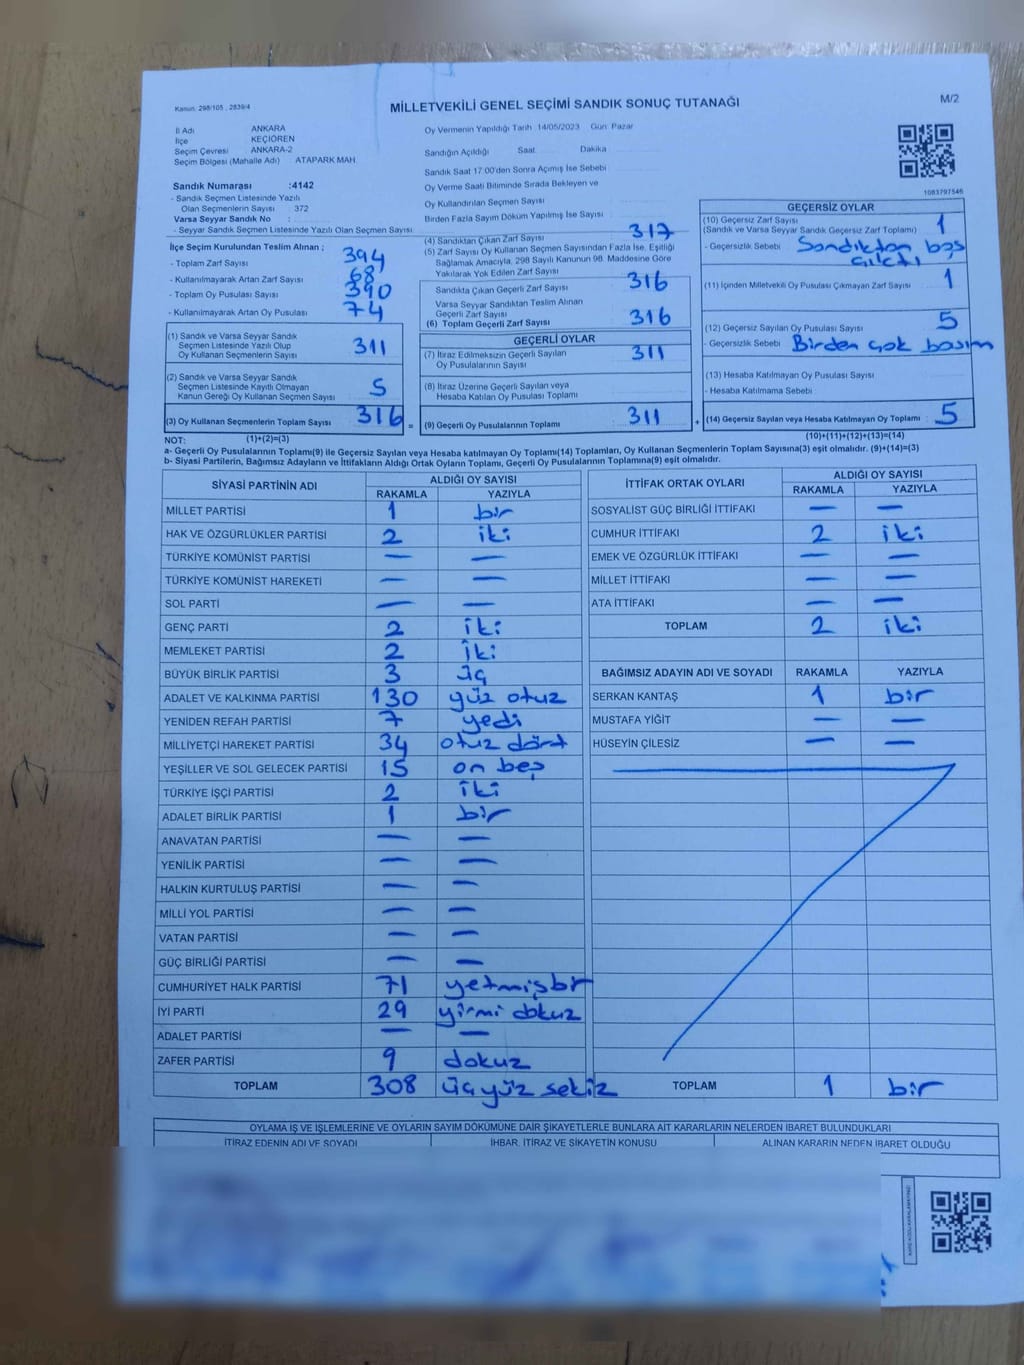 Kanun: 298/105 , 2839/4
MİLLETVEKİLİ GENEL SEÇİMİ SANDIK SONUÇ TUTANAĞI
M/2
İl Adı ANKARA
İlçe KEÇİÖREN
Seçim Çevresi ANKARA-2
Seçim Bölgesi (Mahalle Adı) : ATAPARK MAH
Sandık Numarası :4142
- Sandık Seçmen Listesinde Yazılı
Olan Seçmenlerin Sayısı : 372
Varsa Seyyar Sandık No :
- Seyyar Sandık Seçmen Listesinde Yazılı Olan Seçmen Sayısı
Oy Vermenin Yapıldığı Tarih 14/05/2023 Gün Pazar
Sandığın Açıldığı Saat Dakika
Sandık Saat 17.00'den Sonra Açımış İse Sebebi
Oy Verme Saati Bitiminde Sırada Bekleyen ve
Oy Kullandırılan Seçmen Sayısı
Birden Fazla Sayım Döküm Yapılmış İse Sayısı
1083797546
İlçe Seçim Kurulundan Teslim Alınan ;
- Toplam Zarf Sayısı 394
- Kullanılmayarak Artan Zarf Sayısı 68
- Toplam Oy Pusulası Sayısı 390
- Kullanılmayarak Artan Oy Pusulası 74
(1) Sandık ve Varsa Seyyar Sandık
Seçmen Listesinde Yazılı Olup
Oy Kullanan Seçmenlerin Sayısı 311
(2) Sandık ve Varsa Seyyar Sandık
Seçmen Listesinde Kayıtlı Olmayan
Kanun Gereği Oy Kullanan Seçmen Sayısı 5
(3) Oy Kullanan Seçmenlerin Toplam Sayısı 316 =
(1)+(2)=(3)
(4) Sandıktan Çıkan Zarf Sayısı 317
(5) Zarf Sayısı Oy Kullanan Seçmen Sayısından Fazla İse, Eşitliği
Sağlamak Amacıyla, 298 Sayılı Kanunun 98. Maddesine Göre
Yakılarak Yok Edilen Zarf Sayısı
Sandıkta Çıkan Geçerli Zarf Sayısı 316
Varsa Seyyar Sandıktan Teslim Alınan
Geçerli Zarf Sayısı
(6) Toplam Geçerli Zarf Sayısı 316
GEÇERLİ OYLAR
(7) İtiraz Edilmeksizin Geçerli Sayılan
Oy Pusulalarının Sayısı 311
(8) İtiraz Üzerine Geçerli Sayılan veya
Hesaba Katılan Oy Pusulası Toplamı
(9) Geçerli Oy Pusulalarının Toplamı 311 +
GEÇERSİZ OYLAR
(10) Geçersiz Zarf Sayısı 1
(Sandık ve Varsa Seyyar Sandık Geçersiz Zarf Toplamı)
- Geçersizlik Sebebi Sandıktan boş
çıktı
(11) İçinden Milletvekili Oy Pusulası Çıkmayan Zarf Sayısı 1
(12) Geçersiz Sayılan Oy Pusulası Sayısı 5
- Geçersizlik Sebebi Birden çok basım
(13) Hesaba Katılmayan Oy Pusulası Sayısı
- Hesaba Katılmama Sebebi
(14) Geçersiz Sayılan veya Hesaba Katılmayan Oy Toplamı 5
(10)+(11)+(12)+(13)=(14)
NOT:
a- Geçerli Oy Pusulalarının Toplamı(9) ile Geçersiz Sayılan veya Hesaba katılmayan Oy Toplamı(14) Toplamları, Oy Kullanan Seçmenlerin Toplam Sayısına(3) eşit olmalıdır. (9)+(14)=(3)
b- Siyasi Partilerin, Bağımsız Adayların ve İttifakların Aldığı Ortak Oyların Toplamı, Geçerli Oy Pusulalarının Toplamına(9) eşit olmalıdır.
SİYASİ PARTİNİN ADI ALDIĞI OY SAYISI
RAKAMLA YAZIYLA
MİLLET PARTİSİ 1 bir
HAK VE ÖZGÜRLÜKLER PARTİSİ 2 iki
TÜRKİYE KOMÜNİST PARTİSİ — —
TÜRKİYE KOMÜNİST HAREKETİ — —
SOL PARTİ — —
GENÇ PARTİ 2 iki
MEMLEKET PARTİSİ 2 iki
BÜYÜK BİRLİK PARTİSİ 3 üç
ADALET VE KALKINMA PARTİSİ 130 yüz otuz
YENİDEN REFAH PARTİSİ 7 yedi
MİLLİYETÇİ HAREKET PARTİSİ 34 otuz dört
YEŞİLLER VE SOL GELECEK PARTİSİ 15 on beş
TÜRKİYE İŞÇİ PARTİSİ 2 iki
ADALET BİRLİK PARTİSİ 1 bir
ANAVATAN PARTİSİ — —
YENİLİK PARTİSİ — —
HALKIN KURTULUŞ PARTİSİ — —
MİLLİ YOL PARTİSİ — —
VATAN PARTİSİ — —
GÜÇ BİRLİĞİ PARTİSİ — —
CUMHURİYET HALK PARTİSİ 71 yetmişbir
İYİ PARTİ 29 yirmi dokuz
ADALET PARTİSİ — —
ZAFER PARTİSİ 9 dokuz
TOPLAM 308 üçyüz sekiz
İTTİFAK ORTAK OYLARI ALDIĞI OY SAYISI
RAKAMLA YAZIYLA
SOSYALİST GÜÇ BİRLİĞİ İTTİFAKI — —
CUMHUR İTTİFAKI 2 iki
EMEK VE ÖZGÜRLÜK İTTİFAKI — —
MİLLET İTTİFAKI — —
ATA İTTİFAKI — —
TOPLAM 2 iki
BAĞIMSIZ ADAYIN ADI VE SOYADI RAKAMLA YAZIYLA
SERKAN KANTAŞ 1 bir
MUSTAFA YİĞİT — —
HÜSEYİN ÇİLESİZ — —
TOPLAM 1 bir
OYLAMA İŞ VE İŞLEMLERİNE VE OYLARIN SAYIM DÖKÜMÜNE DAİR ŞİKAYETLERLE BUNLARA AİT KARARLARIN NELERDEN İBARET BULUNDUKLARI
İTİRAZ EDENİN ADI VE SOYADI İHBAR, İTİRAZ VE ŞİKAYETİN KONUSU ALINAN KARARIN NEDEN İBARET OLDUĞU